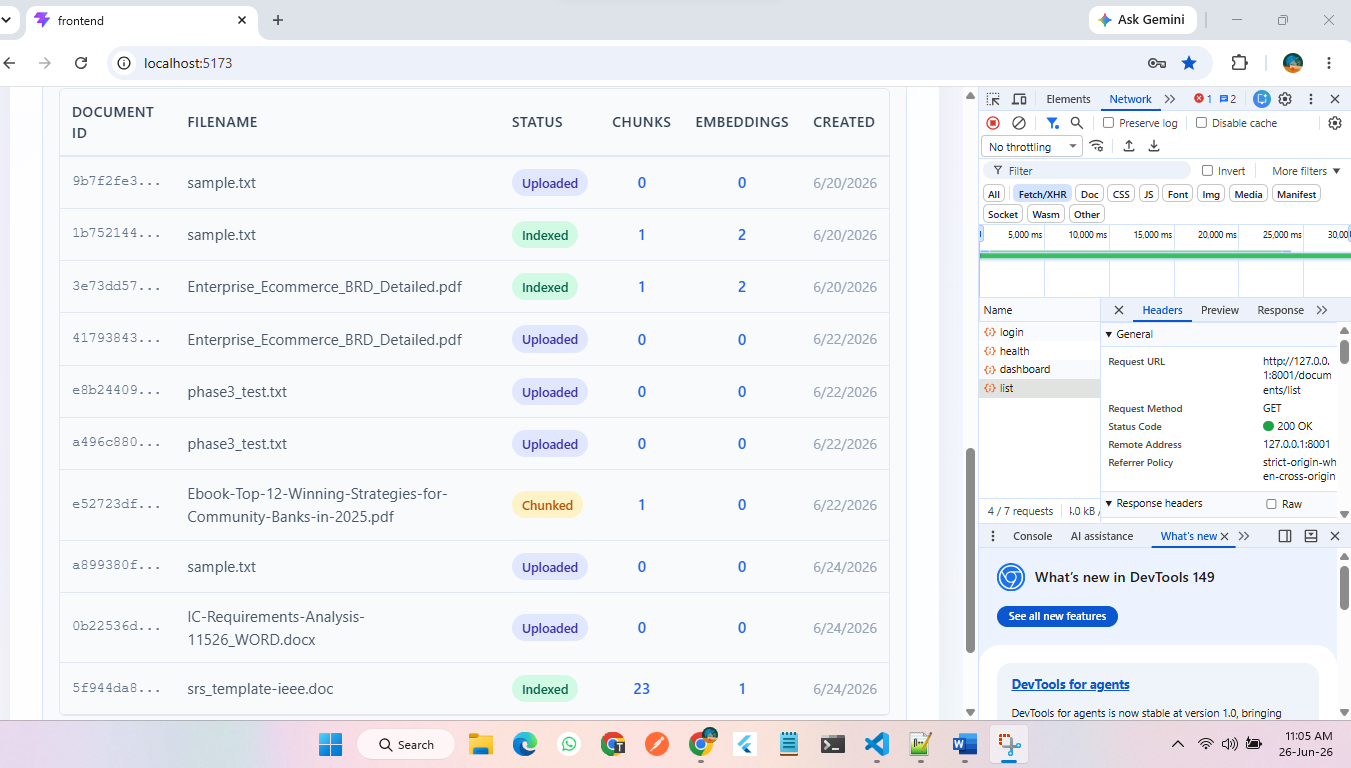 frontend
Ask Gemini
localhost:5173
DOCUMENT ID FILENAME STATUS CHUNKS EMBEDDINGS CREATED
9b7f2fe3... sample.txt Uploaded 0 0 6/20/2026
1b752144... sample.txt Indexed 1 2 6/20/2026
3e73dd57... Enterprise_Ecommerce_BRD_Detailed.pdf Indexed 1 2 6/20/2026
41793843... Enterprise_Ecommerce_BRD_Detailed.pdf Uploaded 0 0 6/22/2026
e8b24409... phase3_test.txt Uploaded 0 0 6/22/2026
a496c880... phase3_test.txt Uploaded 0 0 6/22/2026
e52723df... Ebook-Top-12-Winning-Strategies-for-
Community-Banks-in-2025.pdf Chunked 1 0 6/22/2026
a899380f... sample.txt Uploaded 0 0 6/24/2026
0b22536d... IC-Requirements-Analysis-
11526_WORD.docx Uploaded 0 0 6/24/2026
5f944da8... srs_template-ieee.doc Indexed 23 1 6/24/2026
Elements Network 1 2
Preserve log Disable cache
No throttling
Filter Invert More filters
All Fetch/XHR Doc CSS JS Font Img Media Manifest
Socket Wasm Other
5,000 ms 10,000 ms 15,000 ms 20,000 ms 25,000 ms 30,00
Name Headers Preview Response
login
health
dashboard
list
General
Request URL http://127.0.0.
1:8001/docum
ents/list
Request Method GET
Status Code 200 OK
Remote Address 127.0.0.1:8001
Referrer Policy strict-origin-wh
en-cross-origin
Response headers Raw
4 / 7 requests .0 kB
Console AI assistance What's new
What's new in DevTools 149
See all new features
DevTools for agents
DevTools for agents is now stable at version 1.0, bringing
Search
11:05 AM
26-Jun-26